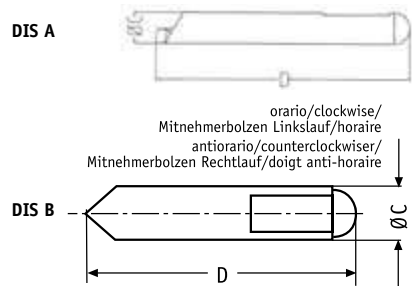 DIS A
D
orario/clockwise/
Mitnehmerbolzen Linkslauf/horaire
antiorario/counterclockwiser/
Mitnehmerbolzen Rechtlauf/doigt anti-horaire
DIS B
ØC
D